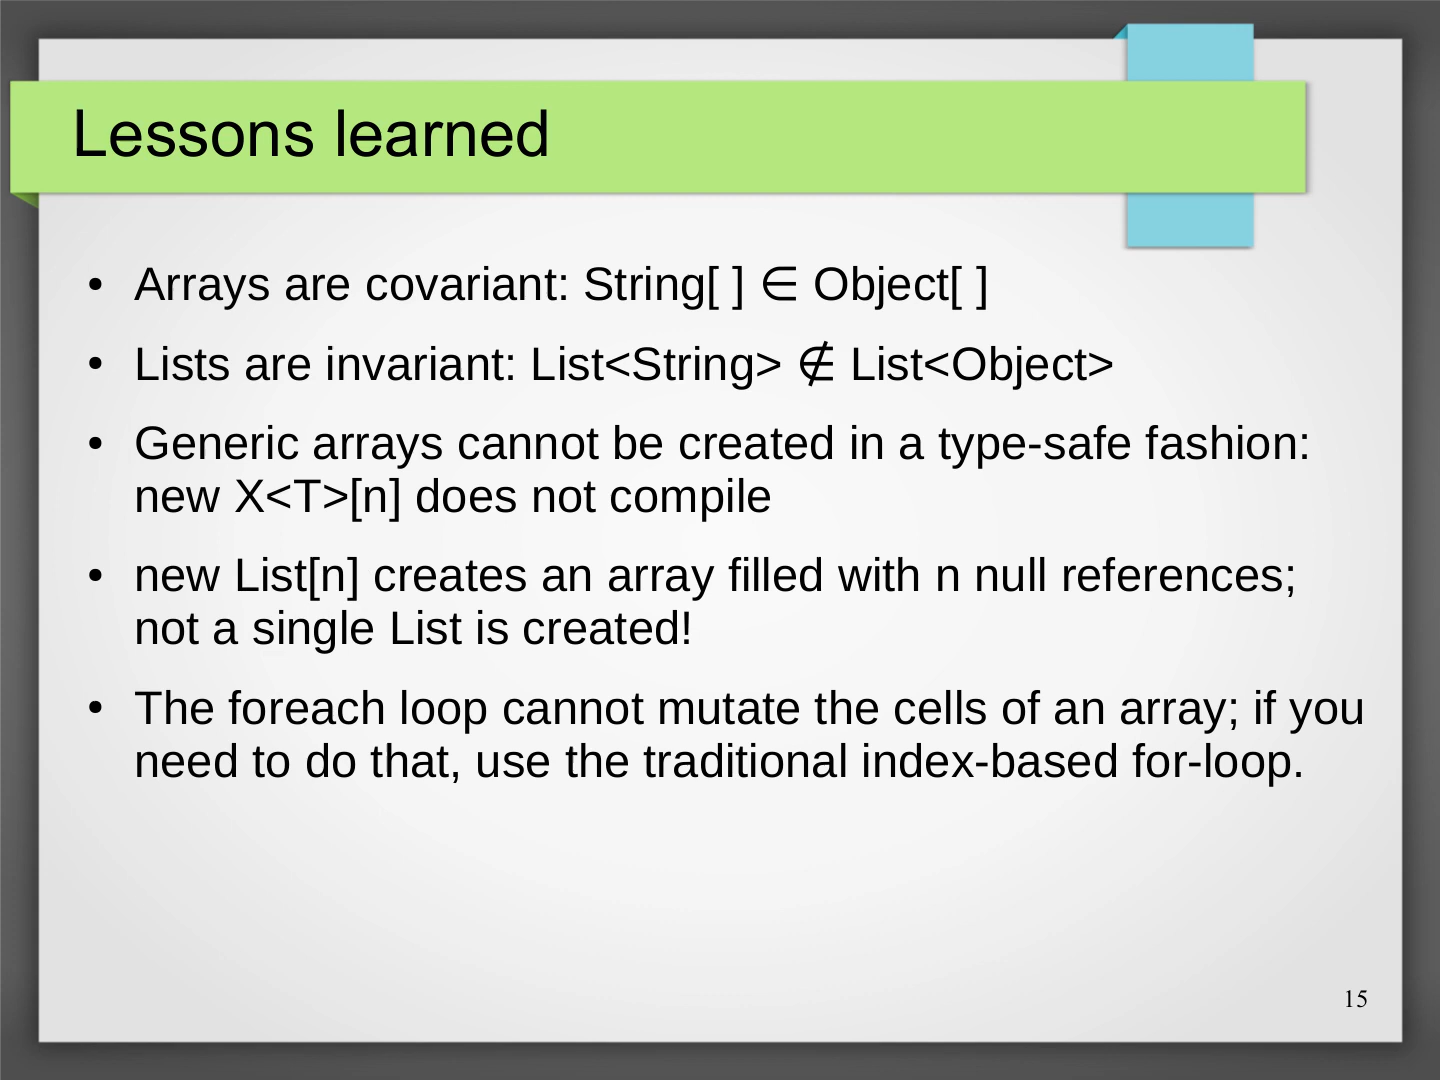 Lessons learned
• Arrays are covariant: String[ ] ∈ Object[ ]
• Lists are invariant: List<String> ∉ List<Object>
• Generic arrays cannot be created in a type-safe fashion:
new X<T>[n] does not compile
• new List[n] creates an array filled with n null references;
not a single List is created!
• The foreach loop cannot mutate the cells of an array; if you
need to do that, use the traditional index-based for-loop.
15